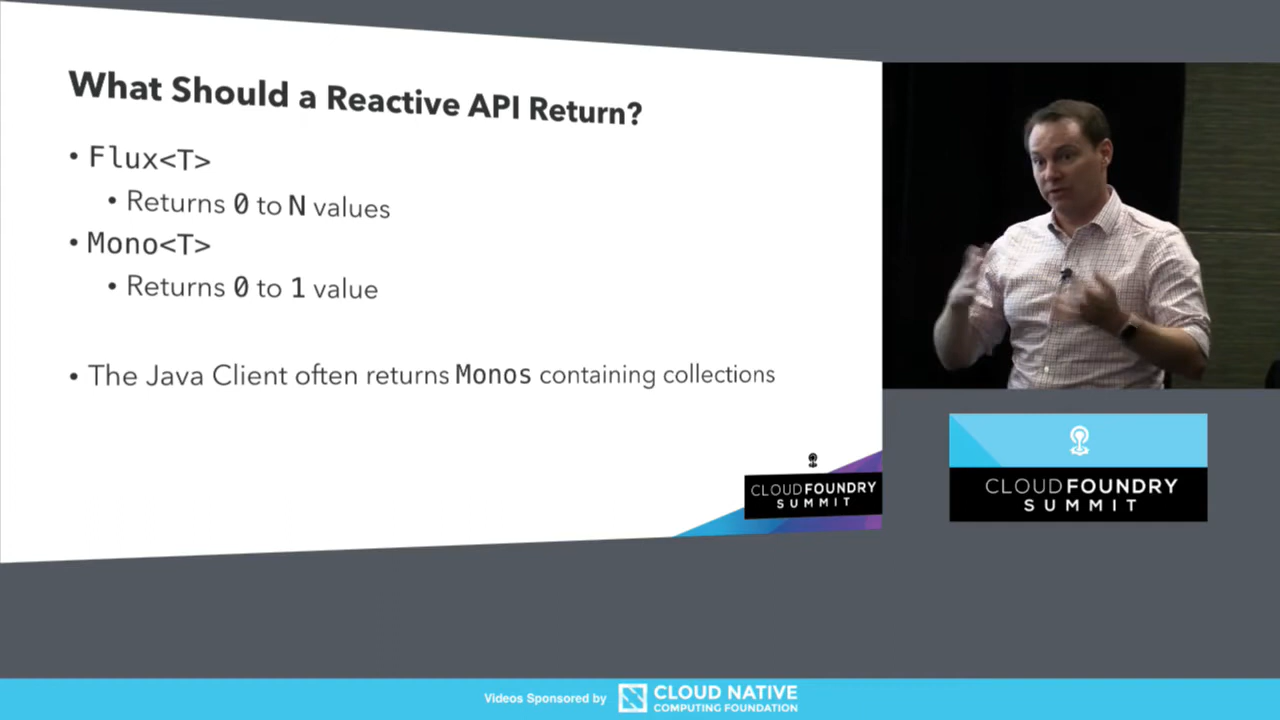 What Should a Reactive API Return?
• Flux<T>
• Returns 0 to N values
• Mono<T>
• Returns 0 to 1 value
• The Java Client often returns Monos containing collections
CLOUDFOUNDRY
SUMMIT
CLOUDFOUNDRY
SUMMIT
Videos Sponsored by
CLOUD NATIVE
COMPUTING FOUNDATION